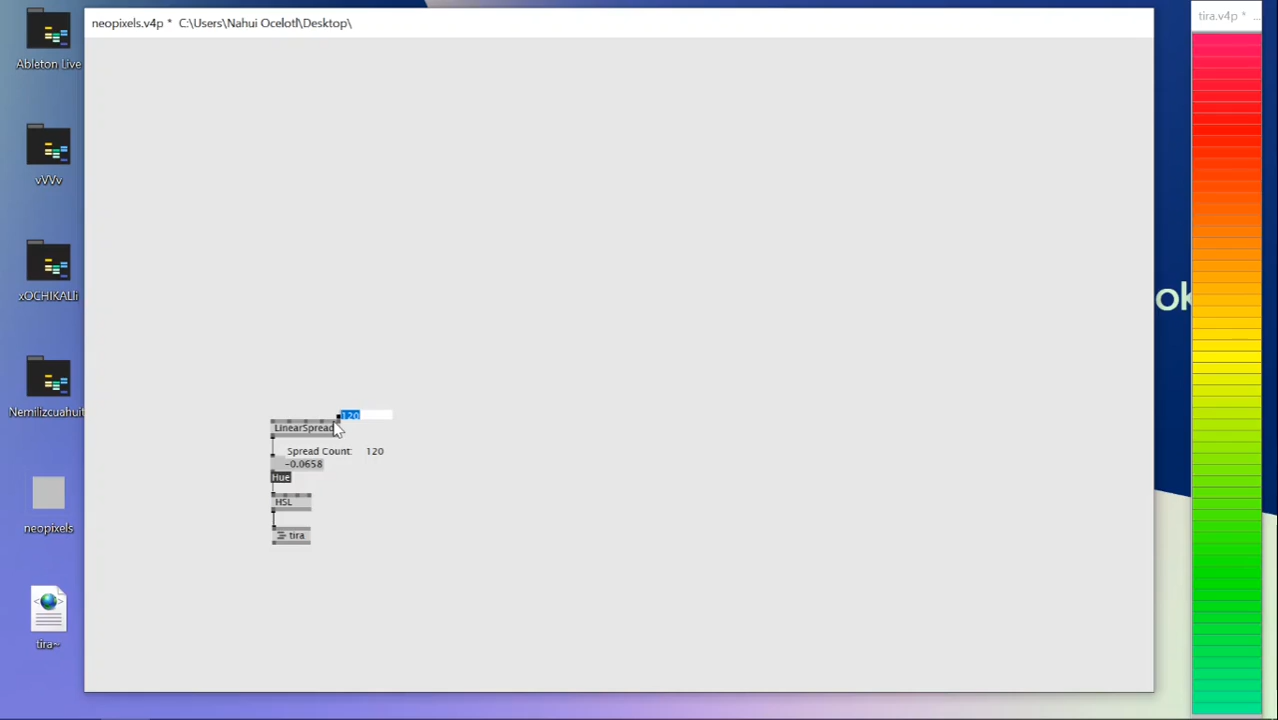 neopixels.v4p * C:\Users\Nahui Ocelotl\Desktop\
tira.v4p * ...
Ableton Live
vVVv
xOCHIKALli
Nemilizcuahuit
neopixels
tira~
ok
120
LinearSpread
Spread Count: 120
-0.0658
Hue
HSL
tira